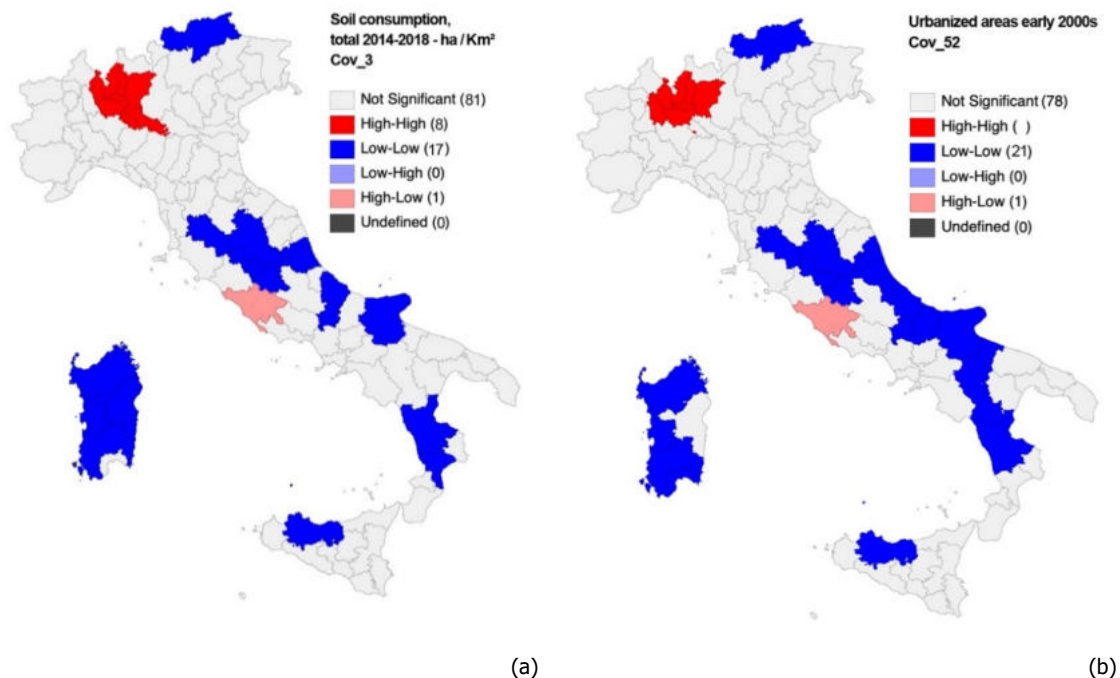 Soil consumption,
total 2014-2018 - ha / Km²
Cov_3
Not Significant (81)
High-High (8)
Low-Low (17)
Low-High (0)
High-Low (1)
Undefined (0)
(a)
Urbanized areas early 2000s
Cov_52
Not Significant (78)
High-High ( )
Low-Low (21)
Low-High (0)
High-Low (1)
Undefined (0)
(b)